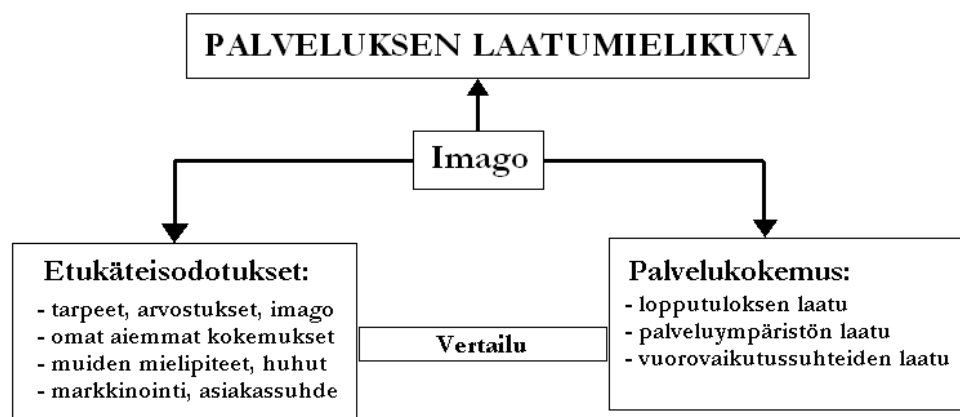 PALVELUKSEN LAATUMIELIKUVA
Imago
Etukäteisodotukset:
- tarpeet, arvostukset, imago
- omat aiemmat kokemukset
- muiden mielipiteet, huhut
- markkinointi, asiakassuhde
Vertailu
Palvelukokemus:
- lopputuloksen laatu
- palveluympäristön laatu
- vuorovaikutussuhteiden laatu